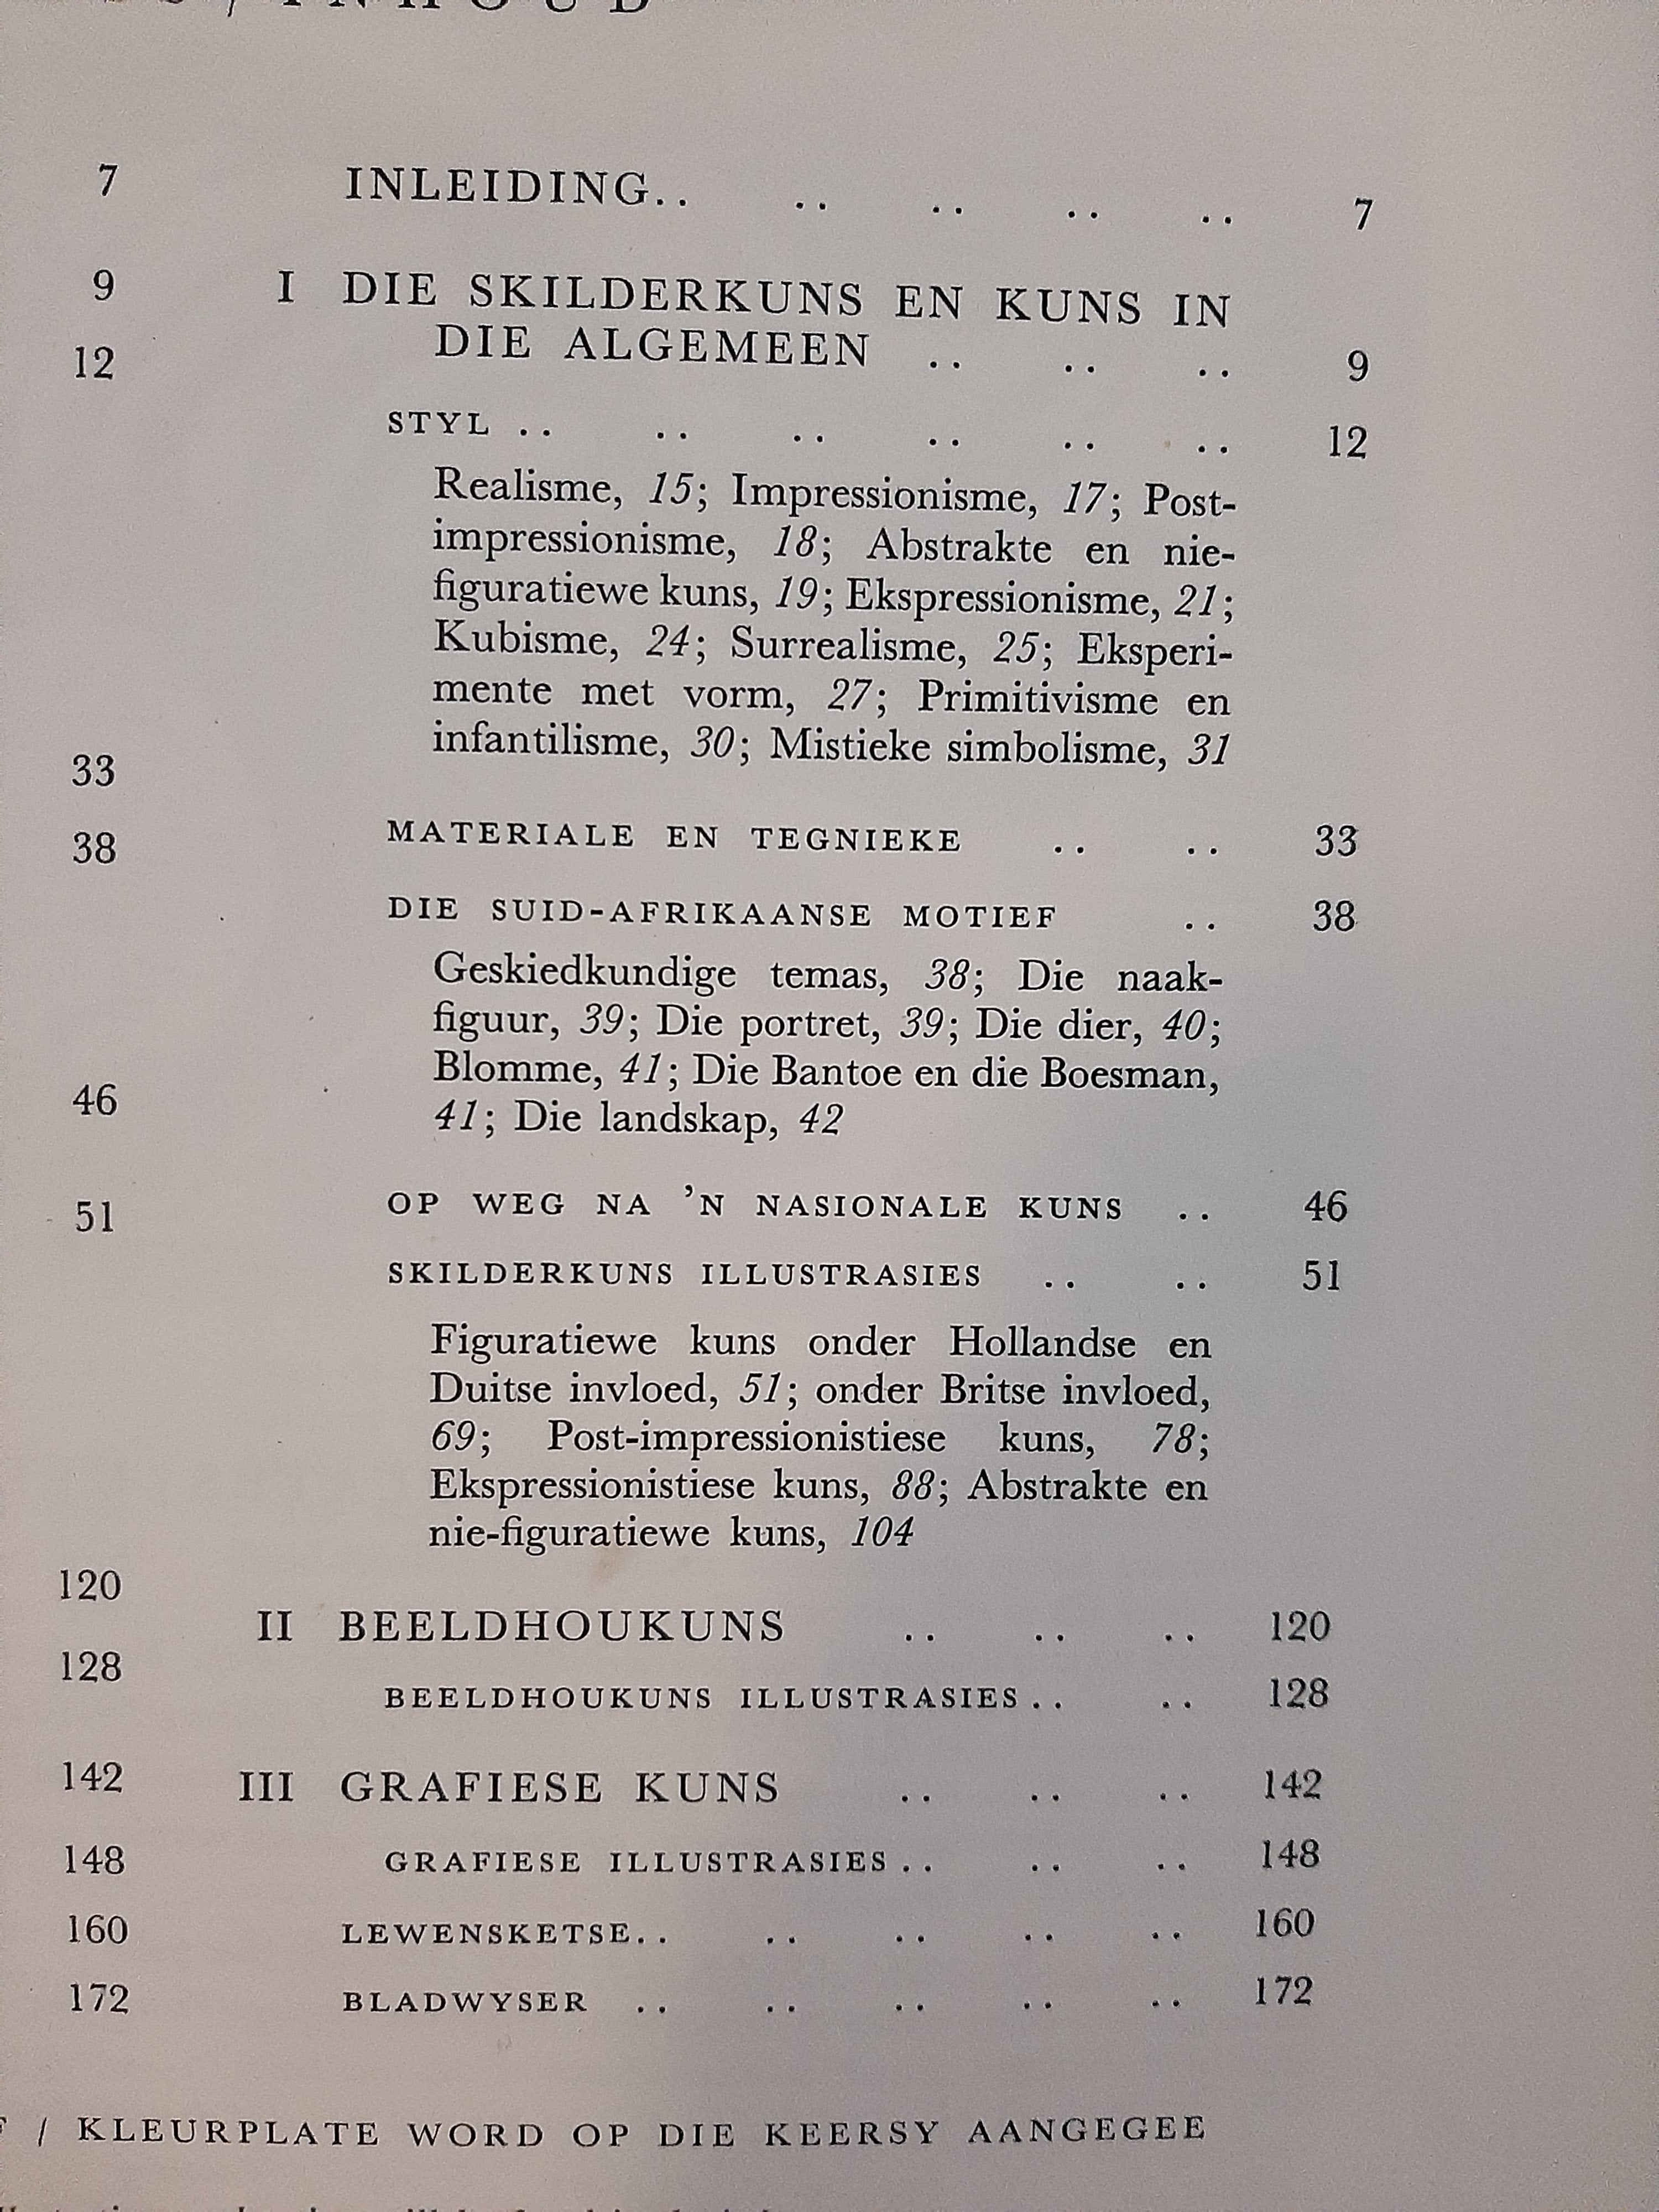 / INHOUD
7 INLEIDING.. .. .. .. .. 7
9 I DIE SKILDERKUNS EN KUNS IN
12 DIE ALGEMEEN .. .. .. 9
STYL .. .. .. .. .. .. 12
Realisme, 15; Impressionisme, 17; Post-
impressionisme, 18; Abstrakte en nie-
figuratiewe kuns, 19; Ekspressionisme, 21;
Kubisme, 24; Surrealisme, 25; Eksperi-
mente met vorm, 27; Primitivisme en
infantilisme, 30; Mistieke simbolisme, 31
33
38 MATERIALE EN TEGNIEKE .. .. 33
DIE SUID-AFRIKAANSE MOTIEF .. 38
Geskiedkundige temas, 38; Die naak-
figuur, 39; Die portret, 39; Die dier, 40;
Blomme, 41; Die Bantoe en die Boesman,
46 41; Die landskap, 42
51 OP WEG NA 'N NASIONALE KUNS .. 46
SKILDERKUNS ILLUSTRASIES .. .. 51
Figuratiewe kuns onder Hollandse en
Duitse invloed, 51; onder Britse invloed,
69; Post-impressionistiese kuns, 78;
Ekspressionistiese kuns, 88; Abstrakte en
nie-figuratiewe kuns, 104
120
II BEELDHOUKUNS .. .. .. 120
128 BEELDHOUKUNS ILLUSTRASIES.. .. 128
142 III GRAFIESE KUNS .. .. .. 142
148 GRAFIESE ILLUSTRASIES.. .. .. 148
160 LEWENSKETSE.. .. .. .. .. 160
172 BLADWYSER .. .. .. .. .. 172
/ KLEURPLATE WORD OP DIE KEERSY AANGEGEE